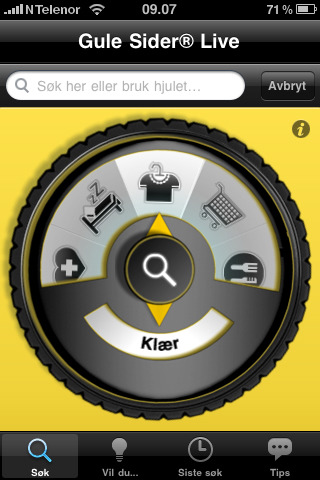 N Telenor 09.07 71 %
Gule Sider® Live
Søk her eller bruk hjulet...
Avbryt
i
Klær
Søk
Vil du...
Siste søk
Tips